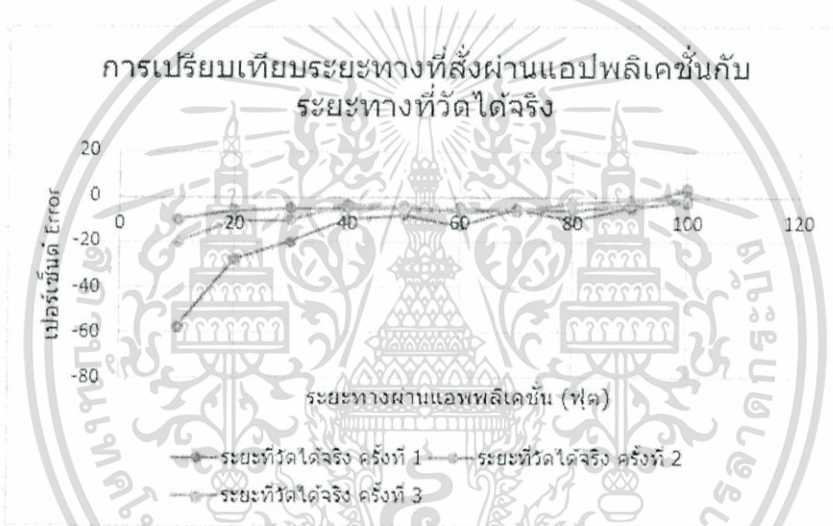 การเปรียบเทียบระยะทางที่สั่งผ่านแอปพลิเคชั่นกับ
ระยะทางที่วัดได้จริง
20
0
-20
-40
-60
-80
เปอร์เซ็นต์ Error
0 20 40 60 80 100 120
ระยะทางผ่านแอพพลิเคชั่น (ฟุต)
ระยะที่วัดได้จริง ครั้งที่ 1 ระยะที่วัดได้จริง ครั้งที่ 2
ระยะที่วัดได้จริง ครั้งที่ 3